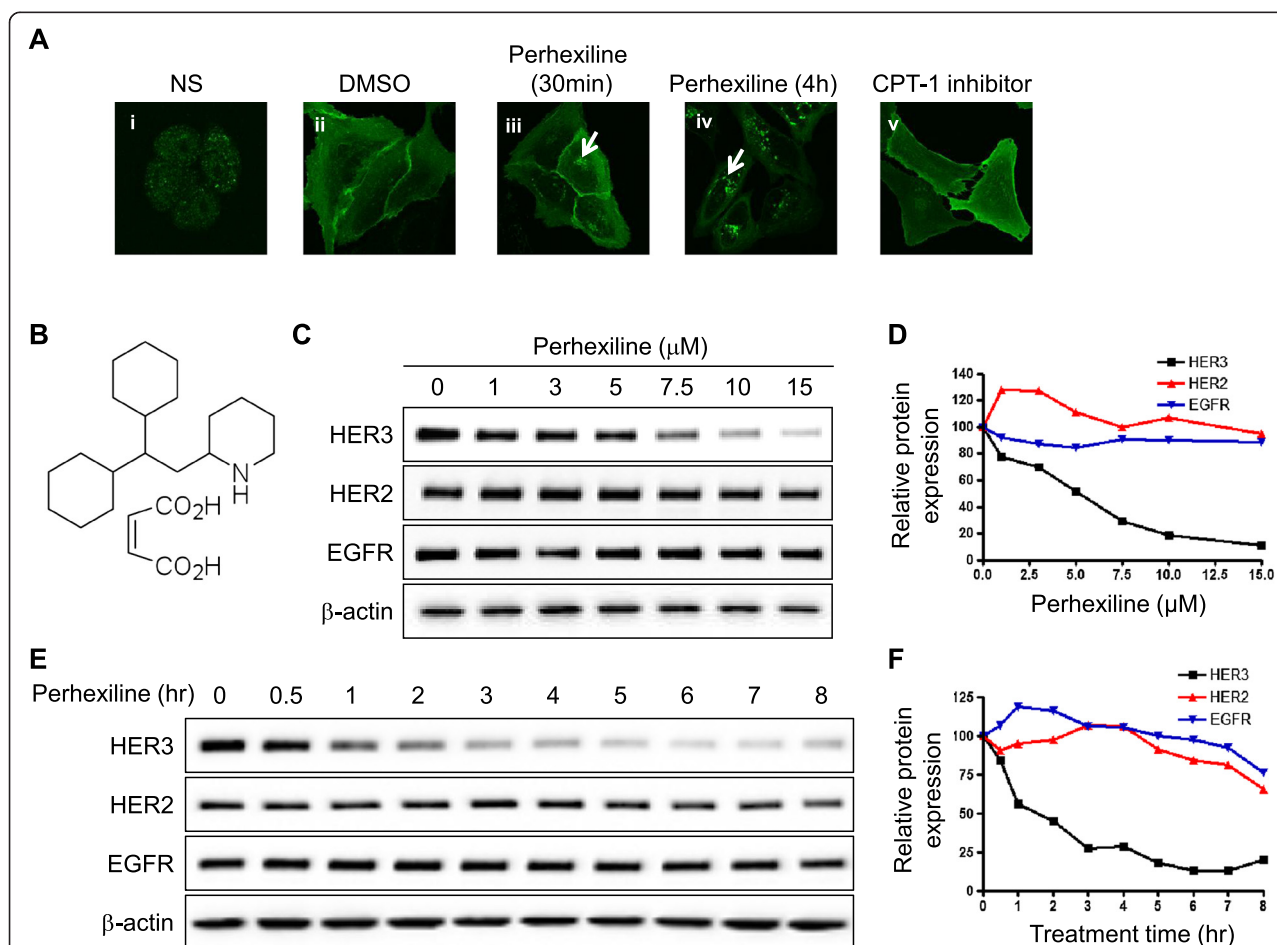 A
NS
DMSO
Perhexiline
(30min)
Perhexiline (4h)
CPT-1 inhibitor
i
ii
iii
iv
v
B
N
H
CO2H
CO2H
C
Perhexiline (μM)
0 1 3 5 7.5 10 15
HER3
HER2
EGFR
β-actin
D
HER3
HER2
EGFR
140
120
100
80
60
40
20
0
0.0 2.5 5.0 7.5 10.0 12.5 15.0
Relative protein
expression
Perhexiline (μM)
E
Perhexiline (hr) 0 0.5 1 2 3 4 5 6 7 8
HER3
HER2
EGFR
β-actin
F
HER3
HER2
EGFR
125
100
75
50
25
0
0 1 2 3 4 5 6 7 8
Relative protein
expression
Treatment time (hr)